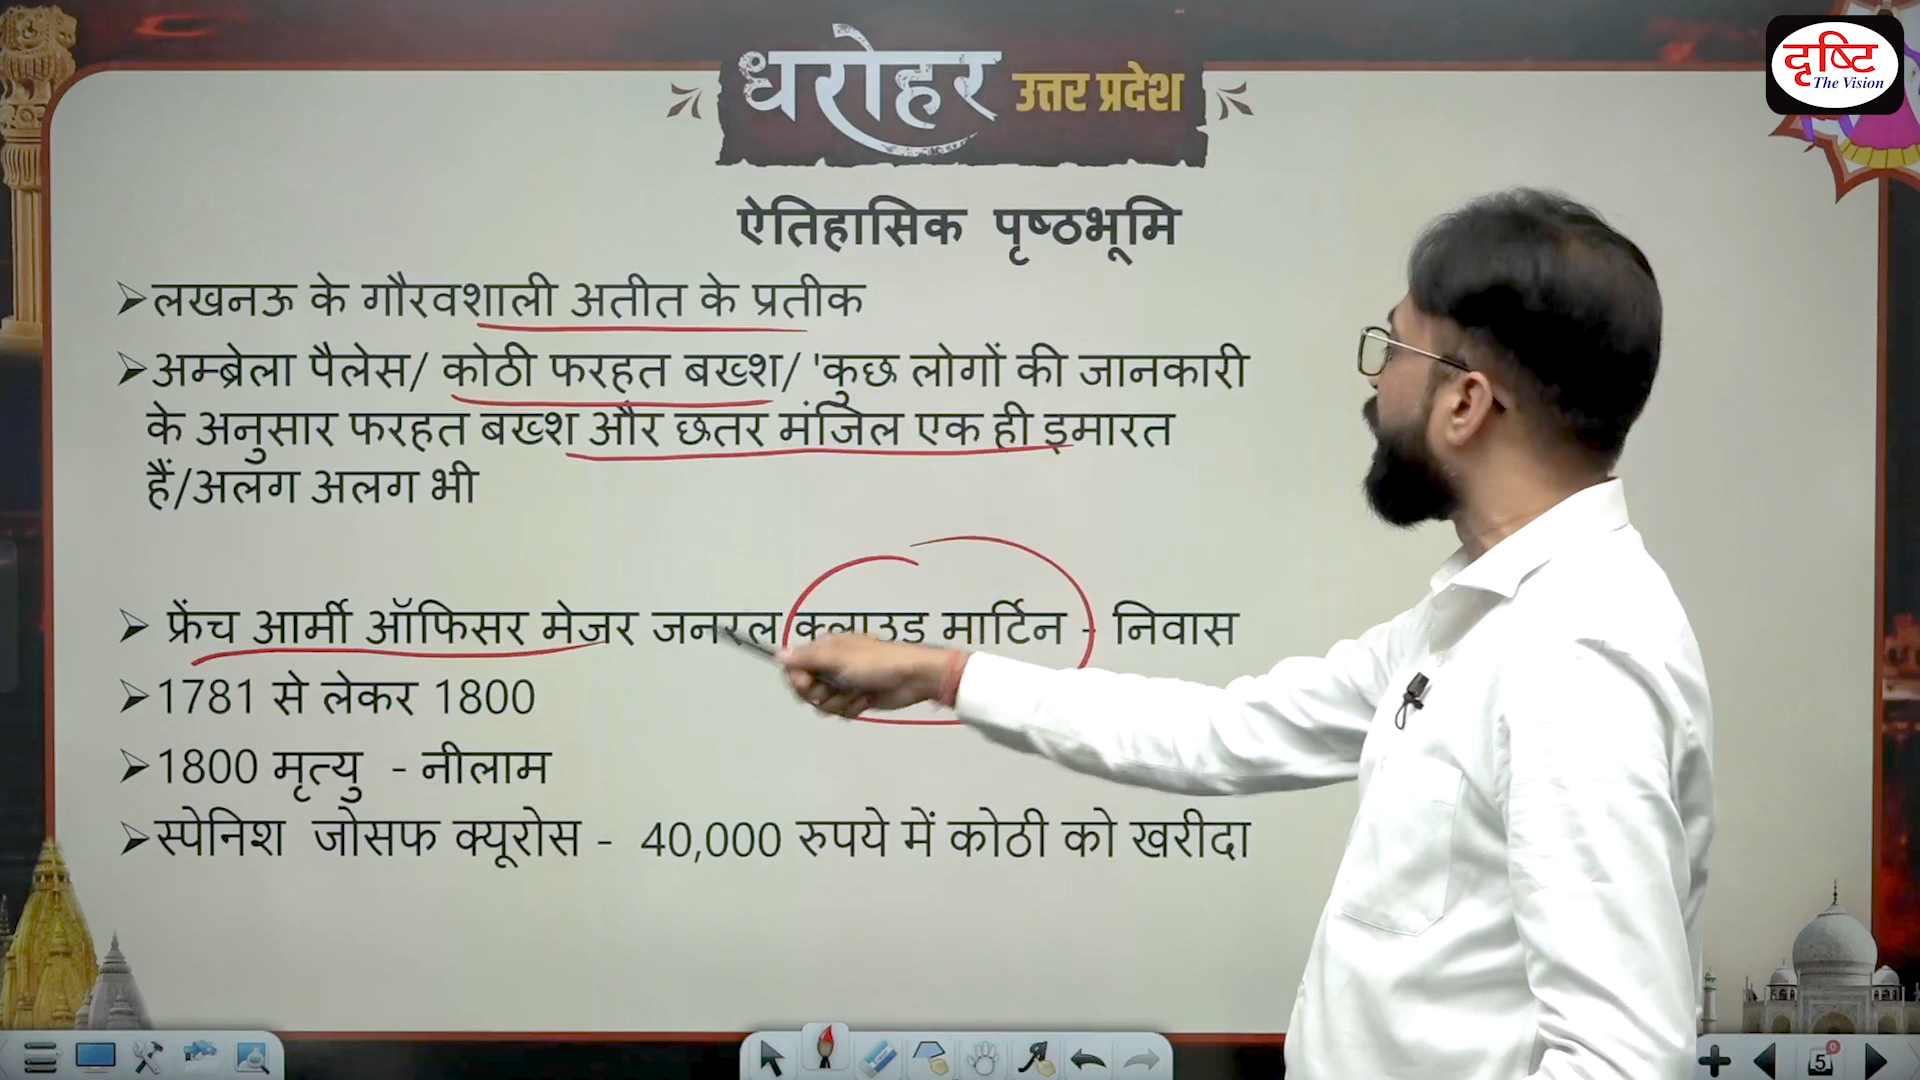 धरोहर उत्तर प्रदेश
दृष्टि
The Vision
ऐतिहासिक पृष्ठभूमि
➢लखनऊ के गौरवशाली अतीत के प्रतीक
➢अम्ब्रेला पैलेस/ कोठी फरहत बख्श/ 'कुछ लोगों की जानकारी
के अनुसार फरहत बख्श और छतर मंजिल एक ही इमारत
हैं/अलग अलग भी
➢ फ्रेंच आर्मी ऑफिसर मेजर जनरल क्लाउड मार्टिन - निवास
➢1781 से लेकर 1800
➢1800 मृत्यु - नीलाम
➢स्पेनिश जोसफ क्यूरोस - 40,000 रुपये में कोठी को खरीदा
5
0